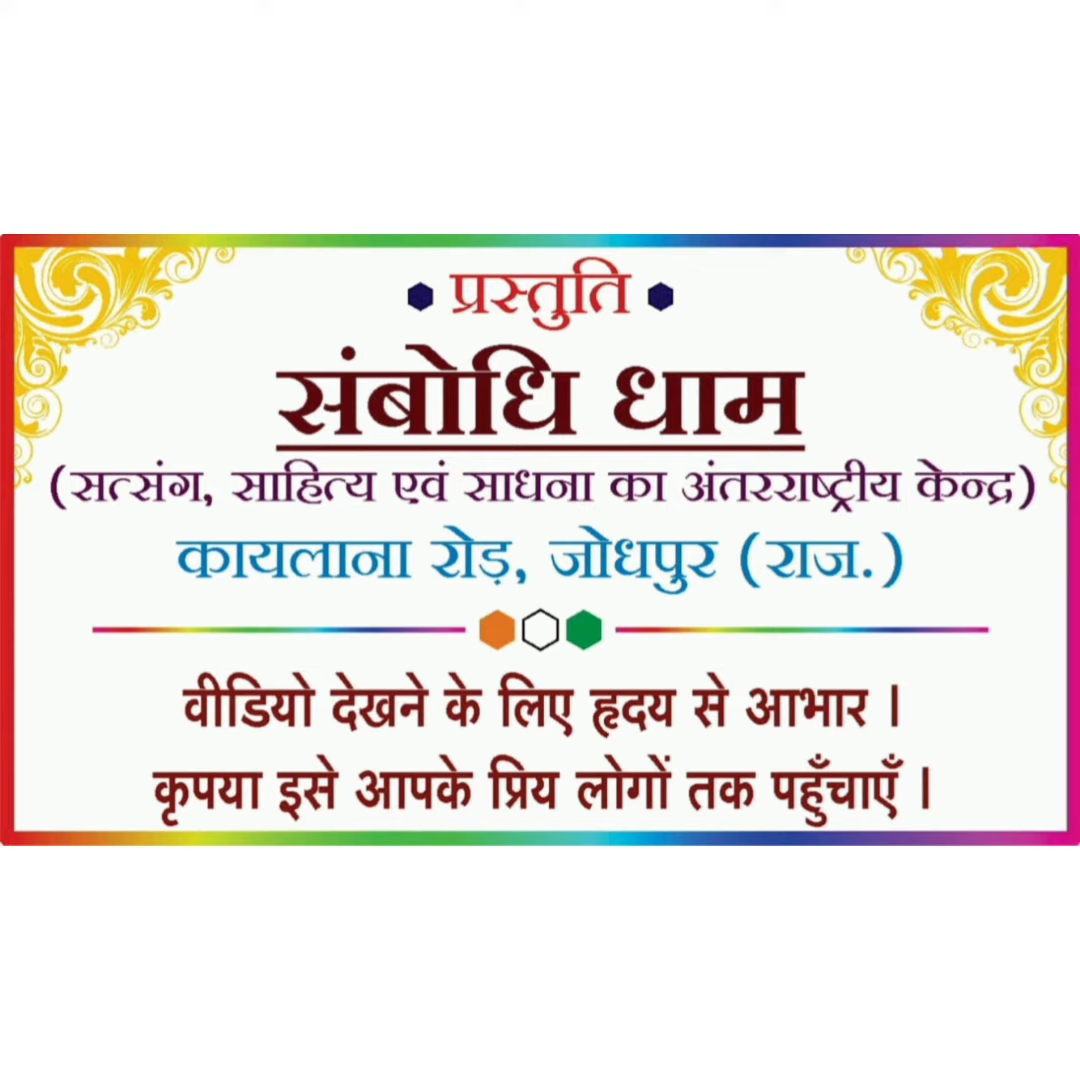 प्रस्तुति
संबोधि धाम
(सत्संग, साहित्य एवं साधना का अंतरराष्ट्रीय केन्द्र)
कायलाना रोड़, जोधपुर (राज.)
वीडियो देखने के लिए हृदय से आभार ।
कृपया इसे आपके प्रिय लोगों तक पहुँचाएँ ।